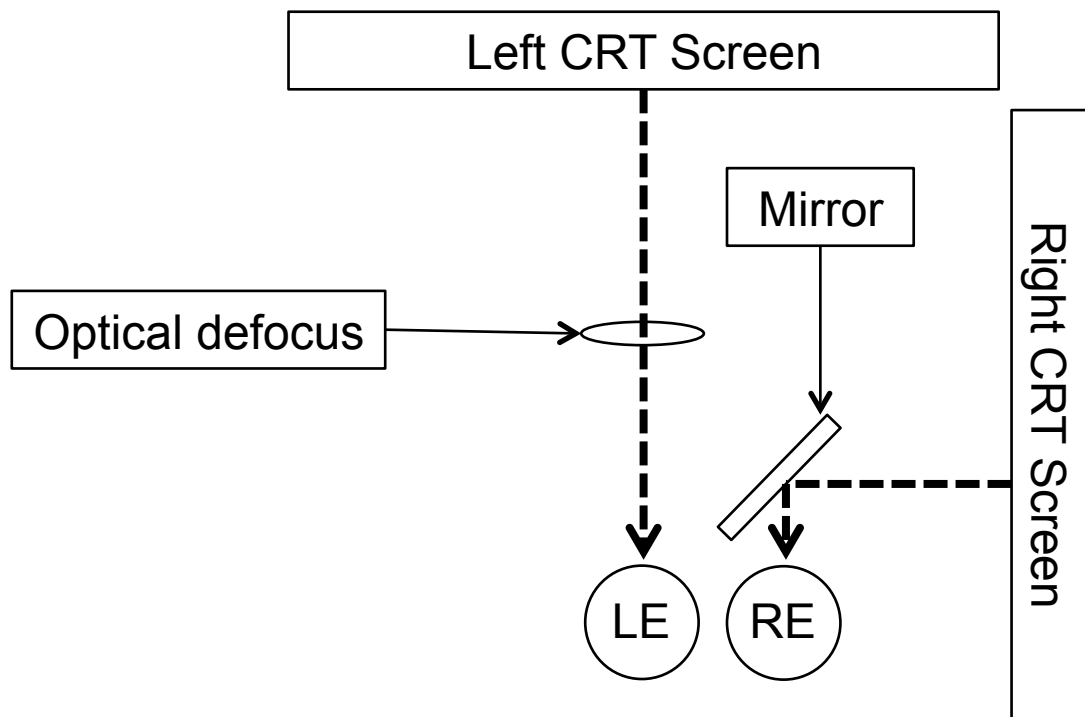 Left CRT Screen
Mirror
Right CRT Screen
Optical defocus
LE
RE